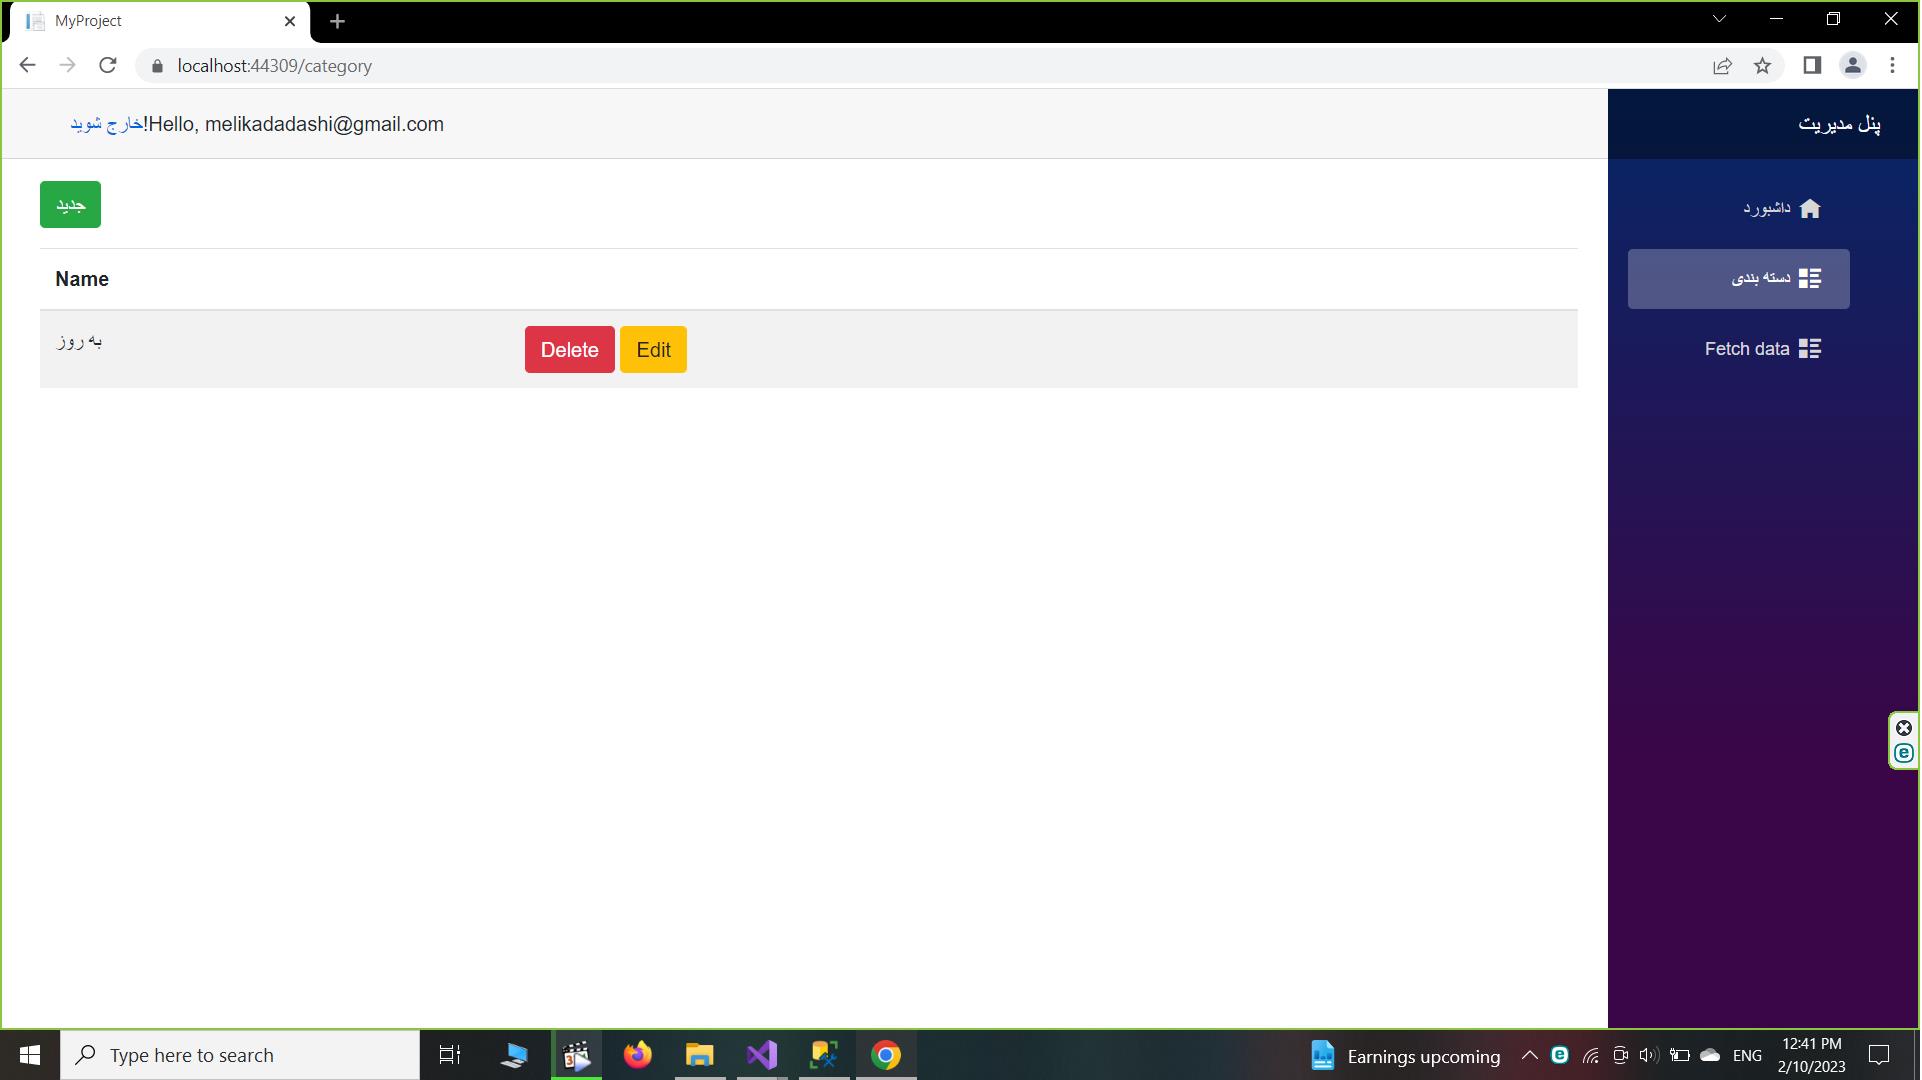 MyProject
localhost:44309/category
خارج شوید!Hello, melikadadashi@gmail.com
پنل مدیریت
جدید
داشبورد
دسته بندی
Fetch data
Name
به روز
Delete
Edit
Type here to search
Earnings upcoming
ENG
12:41 PM
2/10/2023